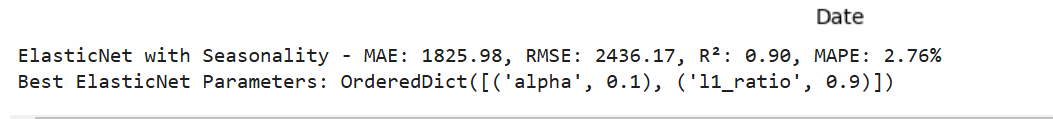 Date
ElasticNet with Seasonality - MAE: 1825.98, RMSE: 2436.17, R²: 0.90, MAPE: 2.76%
Best ElasticNet Parameters: OrderedDict([('alpha', 0.1), ('l1_ratio', 0.9)])